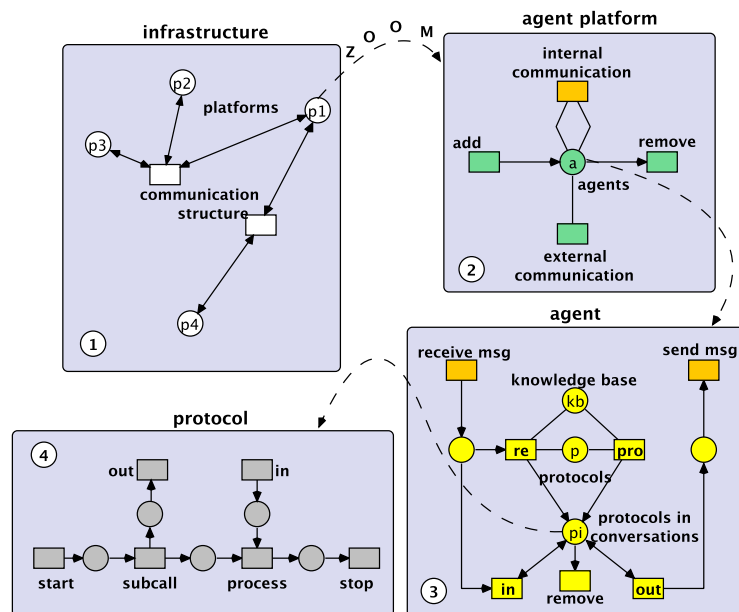 infrastructure
Z O O M
p2
platforms
p1
p3
communication
structure
p4
1
agent platform
internal
communication
add
remove
a
agents
external
communication
2
agent
receive msg
send msg
knowledge base
kb
re
p
pro
protocols
pi
protocols in
conversations
in
remove
out
3
protocol
4
out
in
start
subcall
process
stop